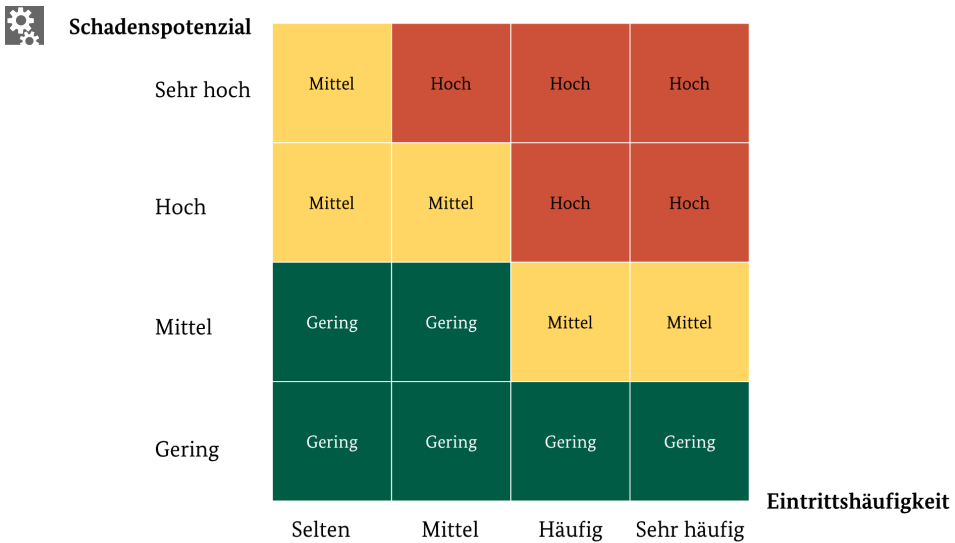 Schadenspotenzial
Sehr hoch Mittel Hoch Hoch Hoch
Hoch Mittel Mittel Hoch Hoch
Mittel Gering Gering Mittel Mittel
Gering Gering Gering Gering Gering
Eintrittshäufigkeit
Selten Mittel Häufig Sehr häufig